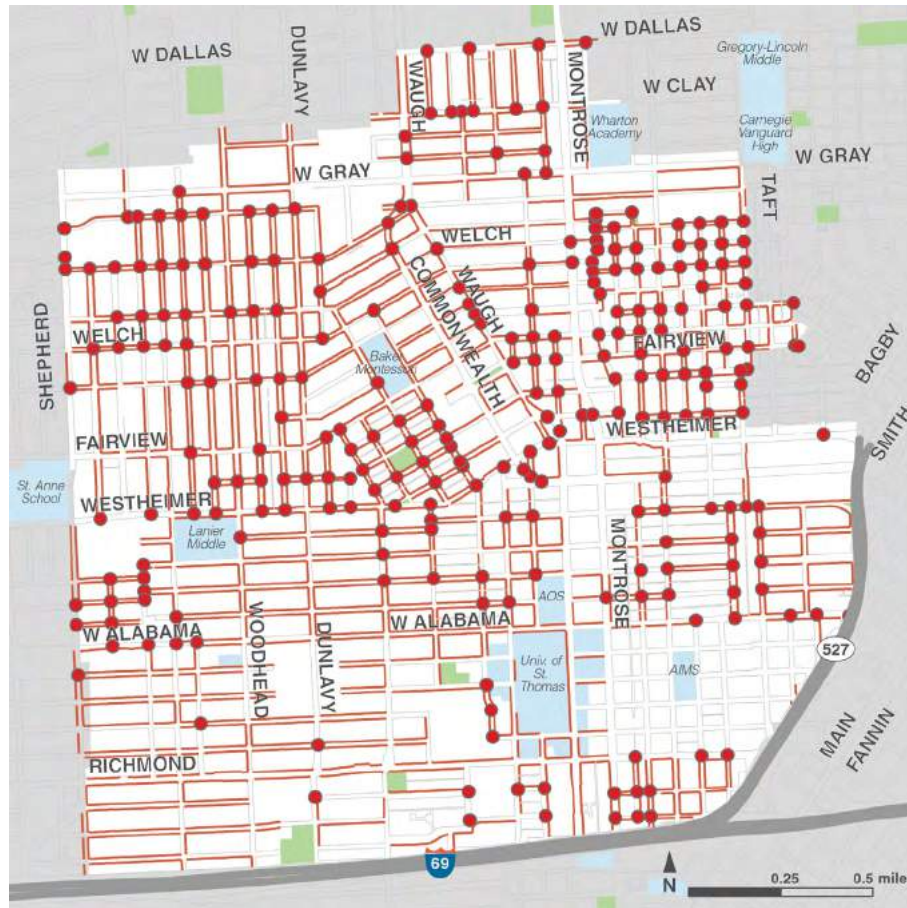 W DALLAS
W DALLAS
DUNLAVY
WAUGH
MONTROSE
Gregory-Lincoln
Middle
W CLAY
Wharton
Academy
Carnegie
Vanguard
High
W GRAY
W GRAY
TAFT
WELCH
COMMONWEALTH
WAUGH
SHEPHERD
WELCH
FAIRVIEW
Baker
Montessori
BAGBY
SMITH
FAIRVIEW
WESTHEIMER
St. Anne
School
WESTHEIMER
Lanier
Middle
MONTROSE
AOS
W ALABAMA
W ALABAMA
WOODHEAD
DUNLAVY
Univ. of
St.
Thomas
AIMS
527
MAIN
FANNIN
RICHMOND
69
N
0.25
0.5 mile